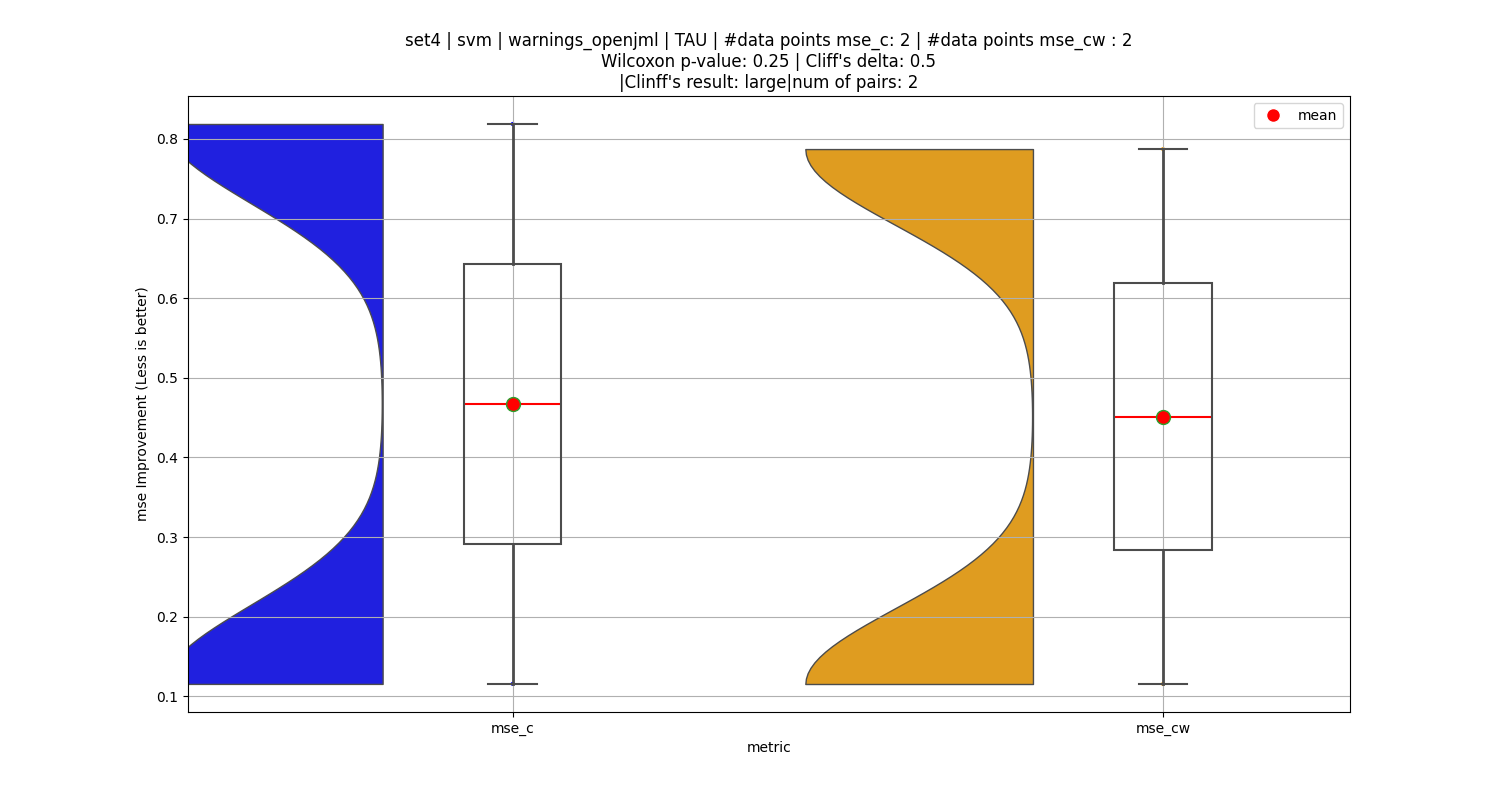 set4 | svm | warnings_openjml | TAU | #data points mse_c: 2 | #data points mse_cw : 2
Wilcoxon p-value: 0.25 | Cliff's delta: 0.5
|Clinff's result: large|num of pairs: 2
mean
0.8
0.7
0.6
0.5
0.4
0.3
0.2
0.1
mse Improvement (Less is better)
mse_c
mse_cw
metric